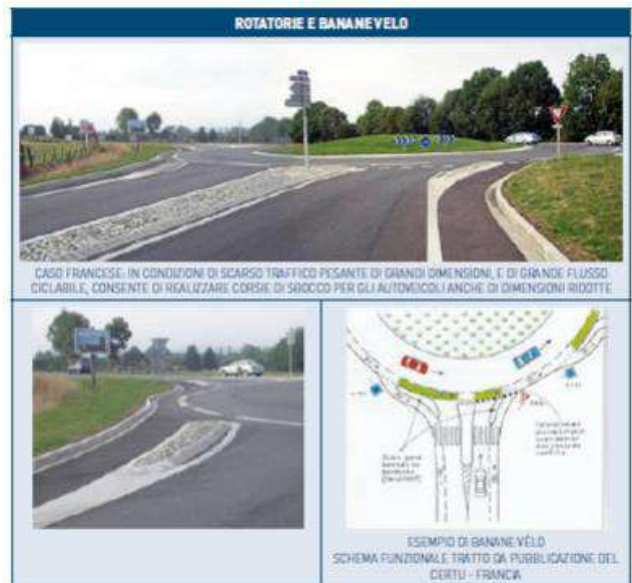 ROTATORIE E BANANEVELO
CASO FRANCESE: IN CONDIZIONI DI SCARSO TRAFFICO PESANTE DI GRANDI DIMENSIONI, E DI GRANDE FLUSSO
CICLABILE, CONSENTE DI REALIZZARE CORSIE DI SBOCCO PER GLI AUTOVEICOLI ANCHE DI DIMENSIONI RIDOTTE
ESEMPIO DI BANANE VÉLO
SCHEMA FUNZIONALE TRATTO DA PUBBLICAZIONE DEL
CERTU - FRANCIA